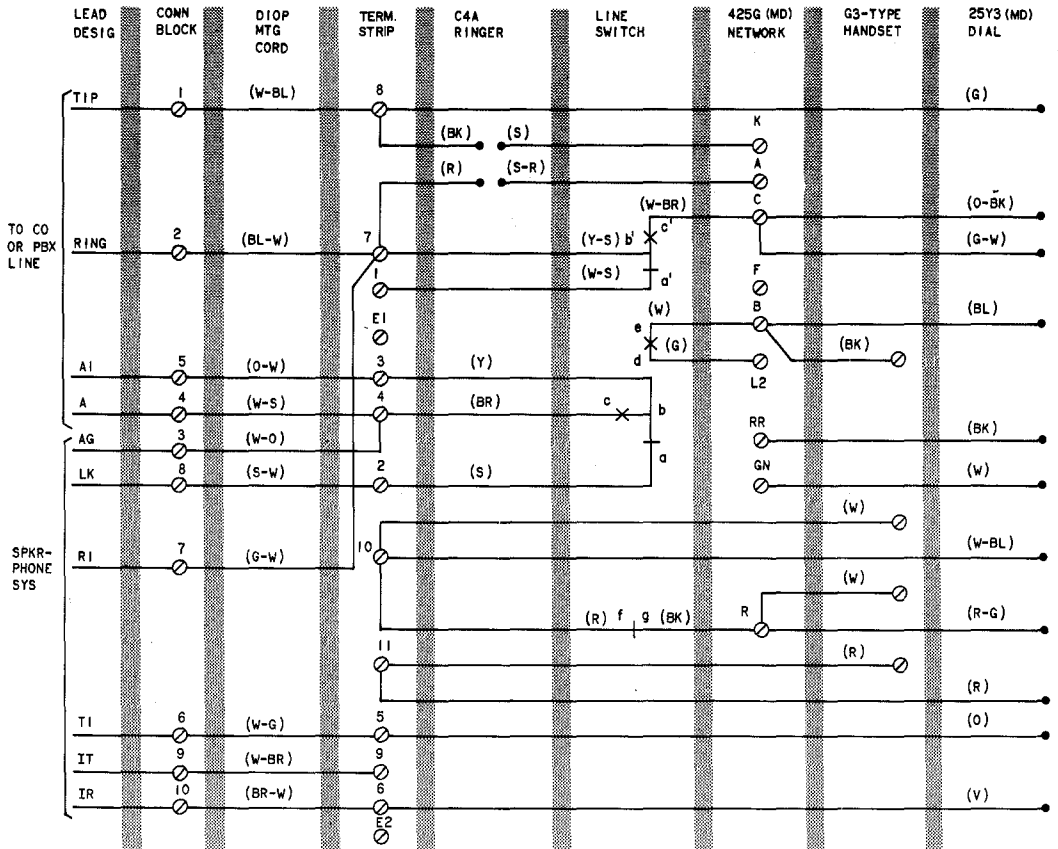 LEAD DESIG
CONN BLOCK
DIOP MTG CORD
TERM. STRIP
C4A RINGER
LINE SWITCH
425G (MD) NETWORK
G3-TYPE HANDSET
25Y3 (MD) DIAL
TIP 1 (W-BL) 8 (G)
K
(BK) (S)
A
(R) (S-R)
(W-BR) C (O-BK)
c'
TO CO OR PBX LINE
RING 2 (BL-W) 7 (Y-S) b' (G-W)
1 (W-S) a' F
E1 (W) B (BL)
e
(G) (BK)
d
L2
A1 5 (O-W) 3 (Y)
A 4 (W-S) 4 (BR) c b
AG 3 (W-O) RR (BK)
a
LK 8 (S-W) 2 (S) GN (W)
(W)
SPKR-PHONE SYS
R1 7 (G-W) 10 (W-BL)
(W)
(R) f g (BK) R (R-G)
11 (R)
(R)
T1 6 (W-G) 5 (O)
IT 9 (W-BR) 9
IR 10 (BR-W) 6 (V)
E2